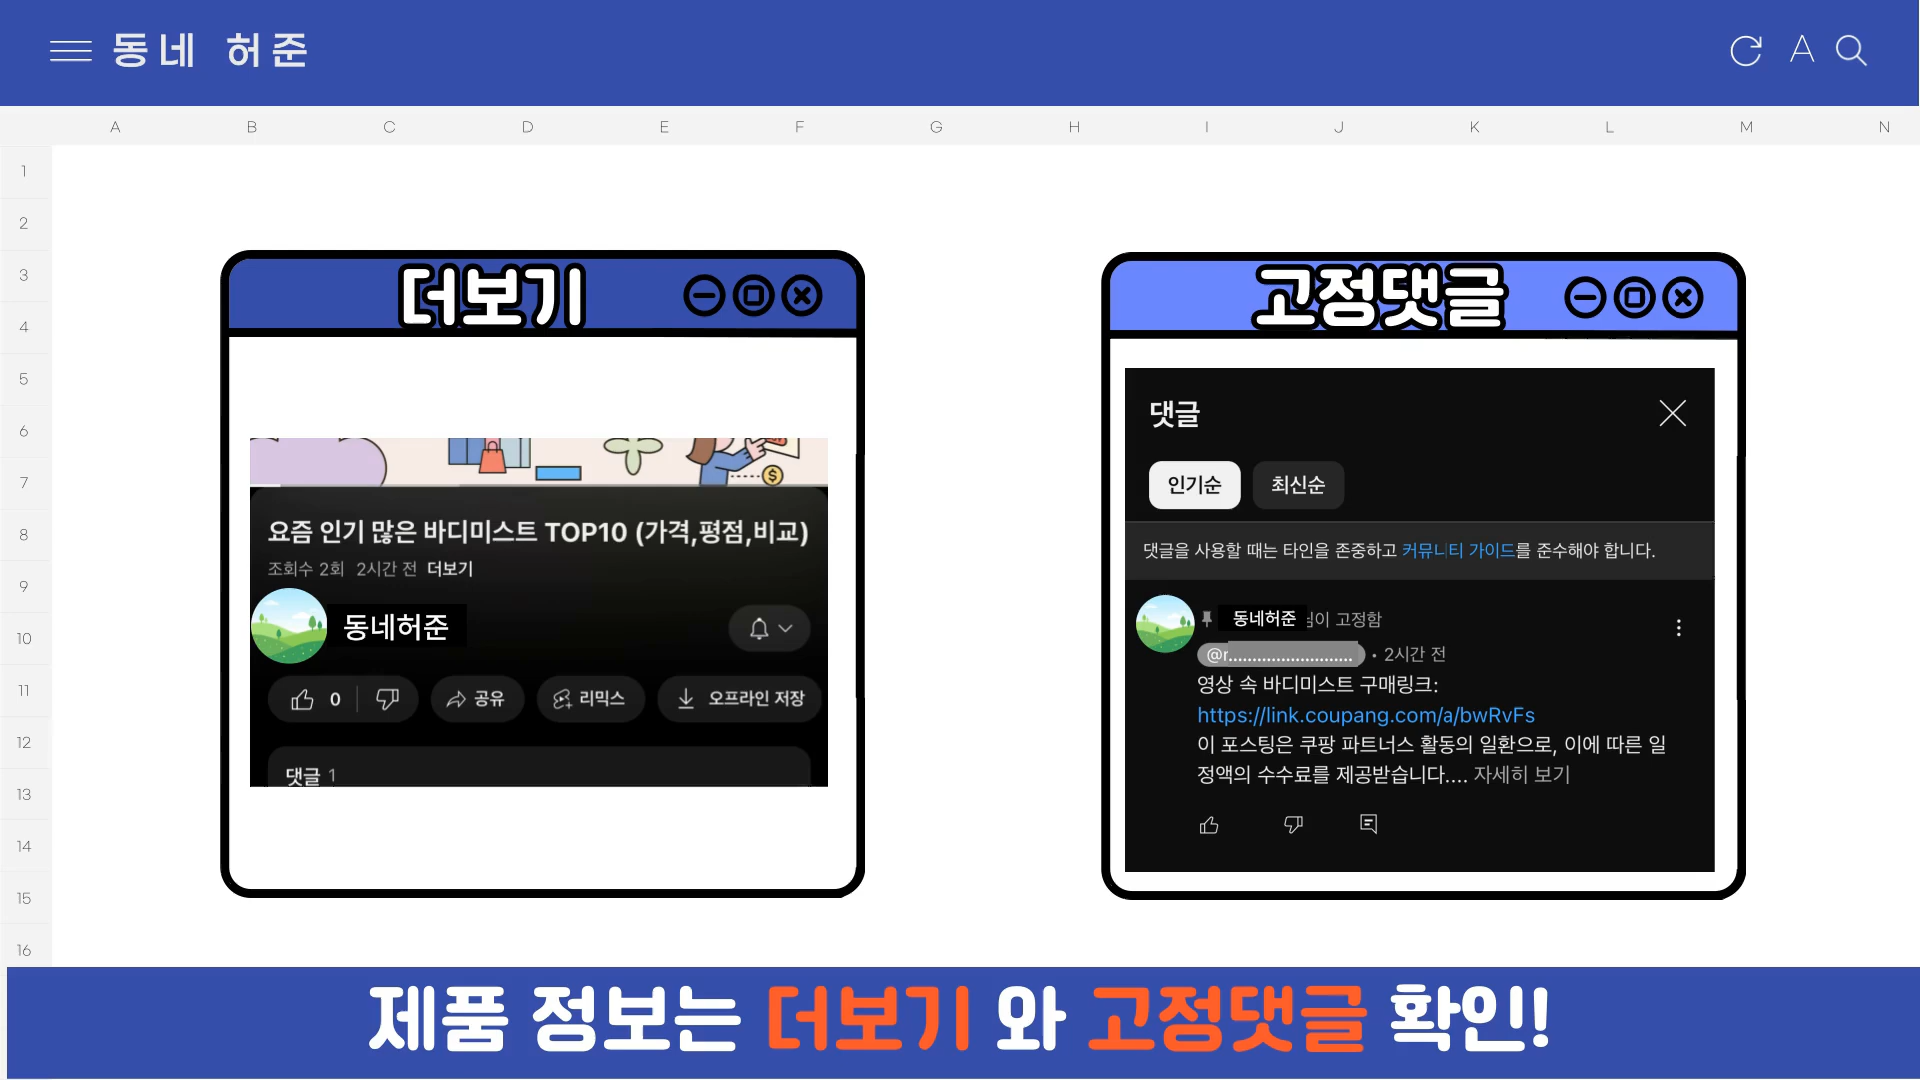 동네 허준
A
A B C D E F G H I J K L M N
1
2
3
4
5
6
7
8
9
10
11
12
13
14
15
16
더보기
요즘 인기 많은 바디미스트 TOP10 (가격,평점,비교)
조회수 2회 2시간 전 더보기
동네허준
0 공유 리믹스 오프라인 저장
댓글 1
고정댓글
댓글
인기순 최신순
댓글을 사용할 때는 타인을 존중하고 커뮤니티 가이드를 준수해야 합니다.
동네허준 님이 고정함
@r.......................... • 2시간 전
영상 속 바디미스트 구매링크:
https://link.coupang.com/a/bwRvFs
이 포스팅은 쿠팡 파트너스 활동의 일환으로, 이에 따른 일
정액의 수수료를 제공받습니다.... 자세히 보기
제품 정보는 더보기 와 고정댓글 확인!